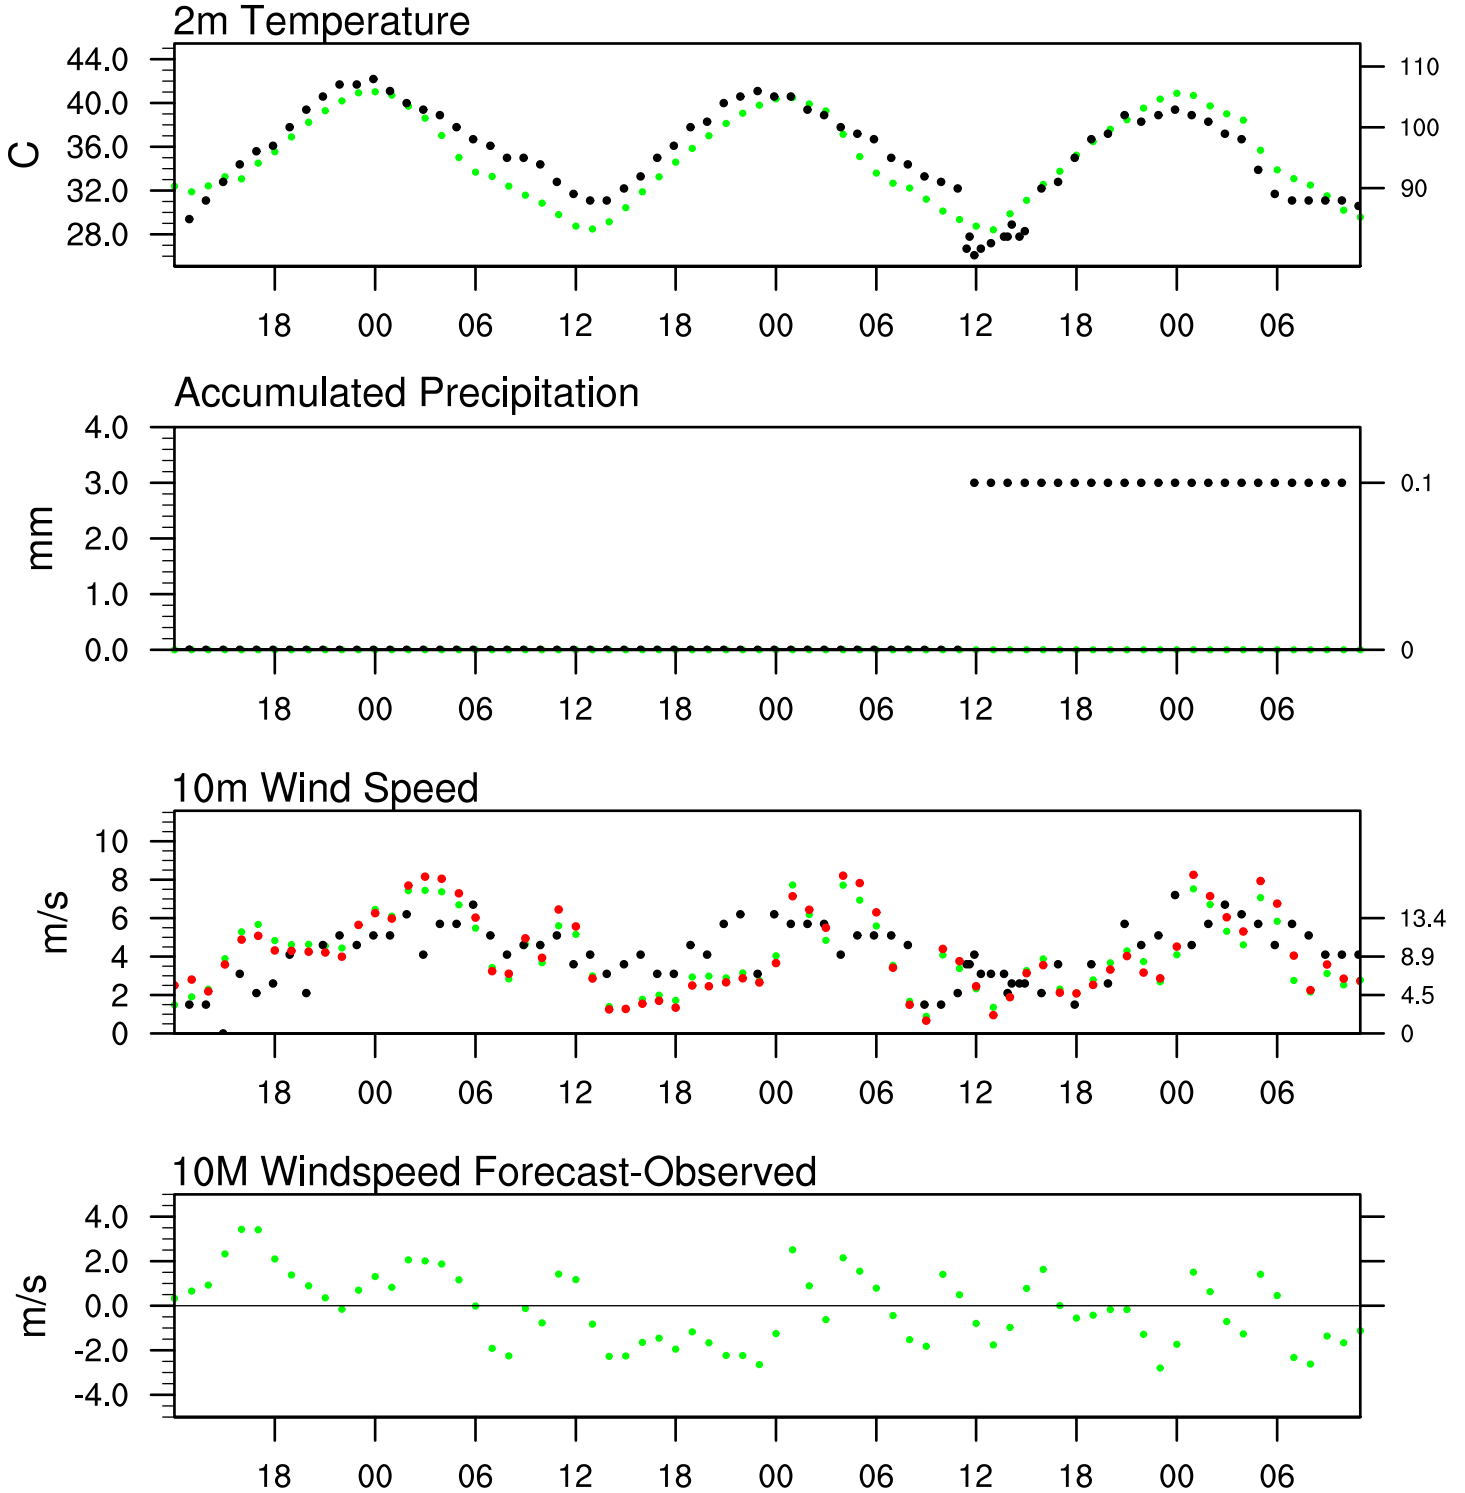 2m Temperature
44.0
40.0
36.0
32.0
28.0
C
110
100
90
18 00 06 12 18 00 06 12 18 00 06
Accumulated Precipitation
4.0
3.0
2.0
1.0
0.0
mm
0.1
0
18 00 06 12 18 00 06 12 18 00 06
10m Wind Speed
10
8
6
4
2
0
m/s
13.4
8.9
4.5
0
18 00 06 12 18 00 06 12 18 00 06
10M Windspeed Forecast-Observed
4.0
2.0
0.0
-2.0
-4.0
m/s
18 00 06 12 18 00 06 12 18 00 06